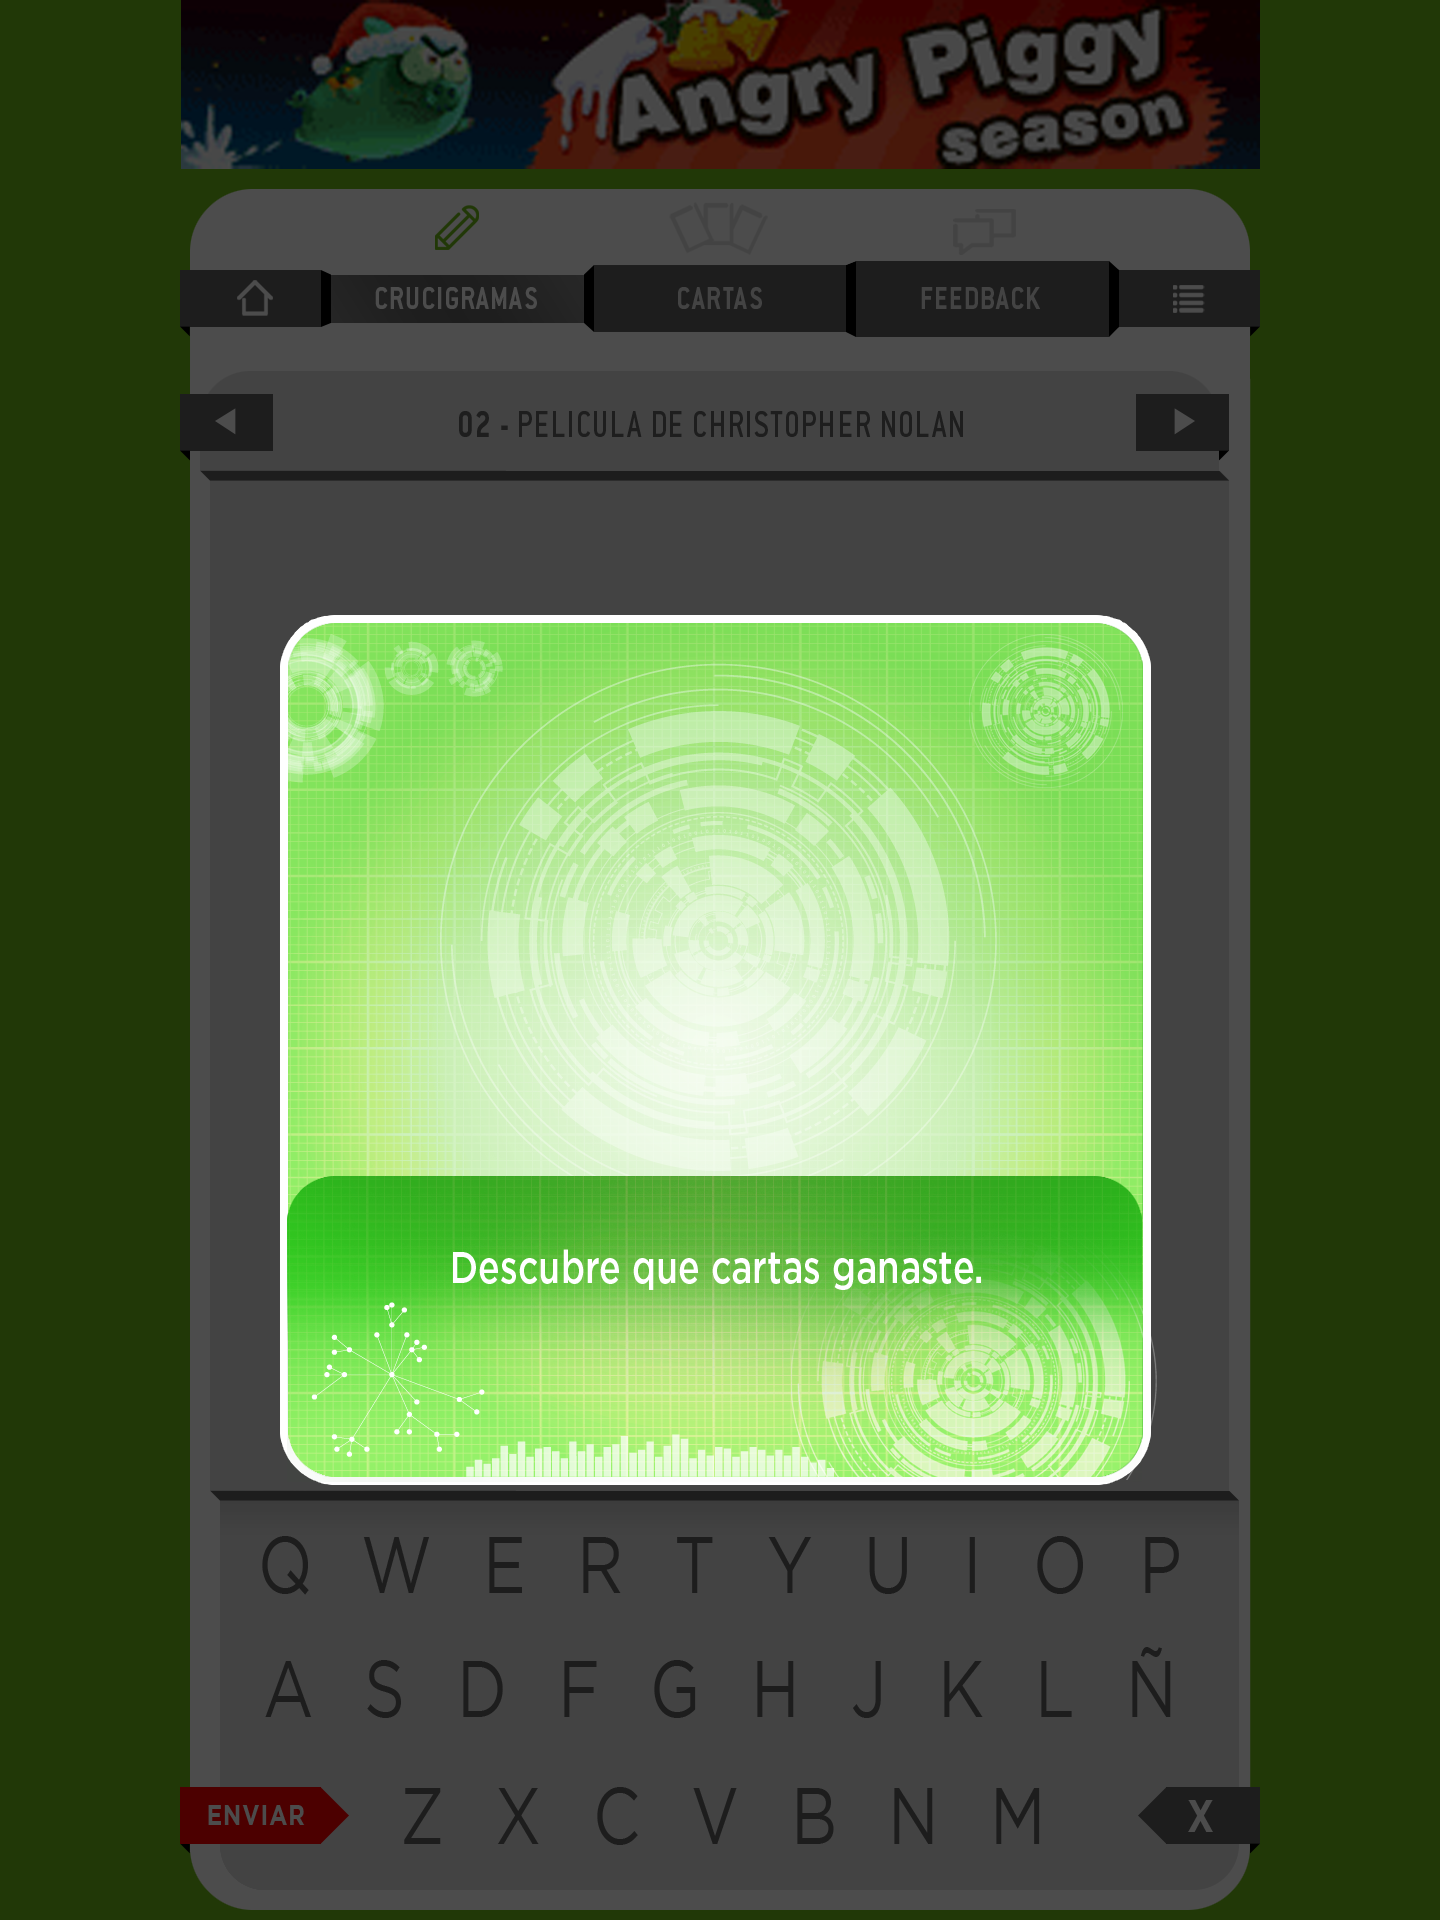 Angry Piggy
season
CRUCIGRAMAS CARTAS FEEDBACK
02 - PELICULA DE CHRISTOPHER NOLAN
Descubre que cartas ganaste.
Q W E R T Y U I O P
A S D F G H J K L Ñ
ENVIAR Z X C V B N M X